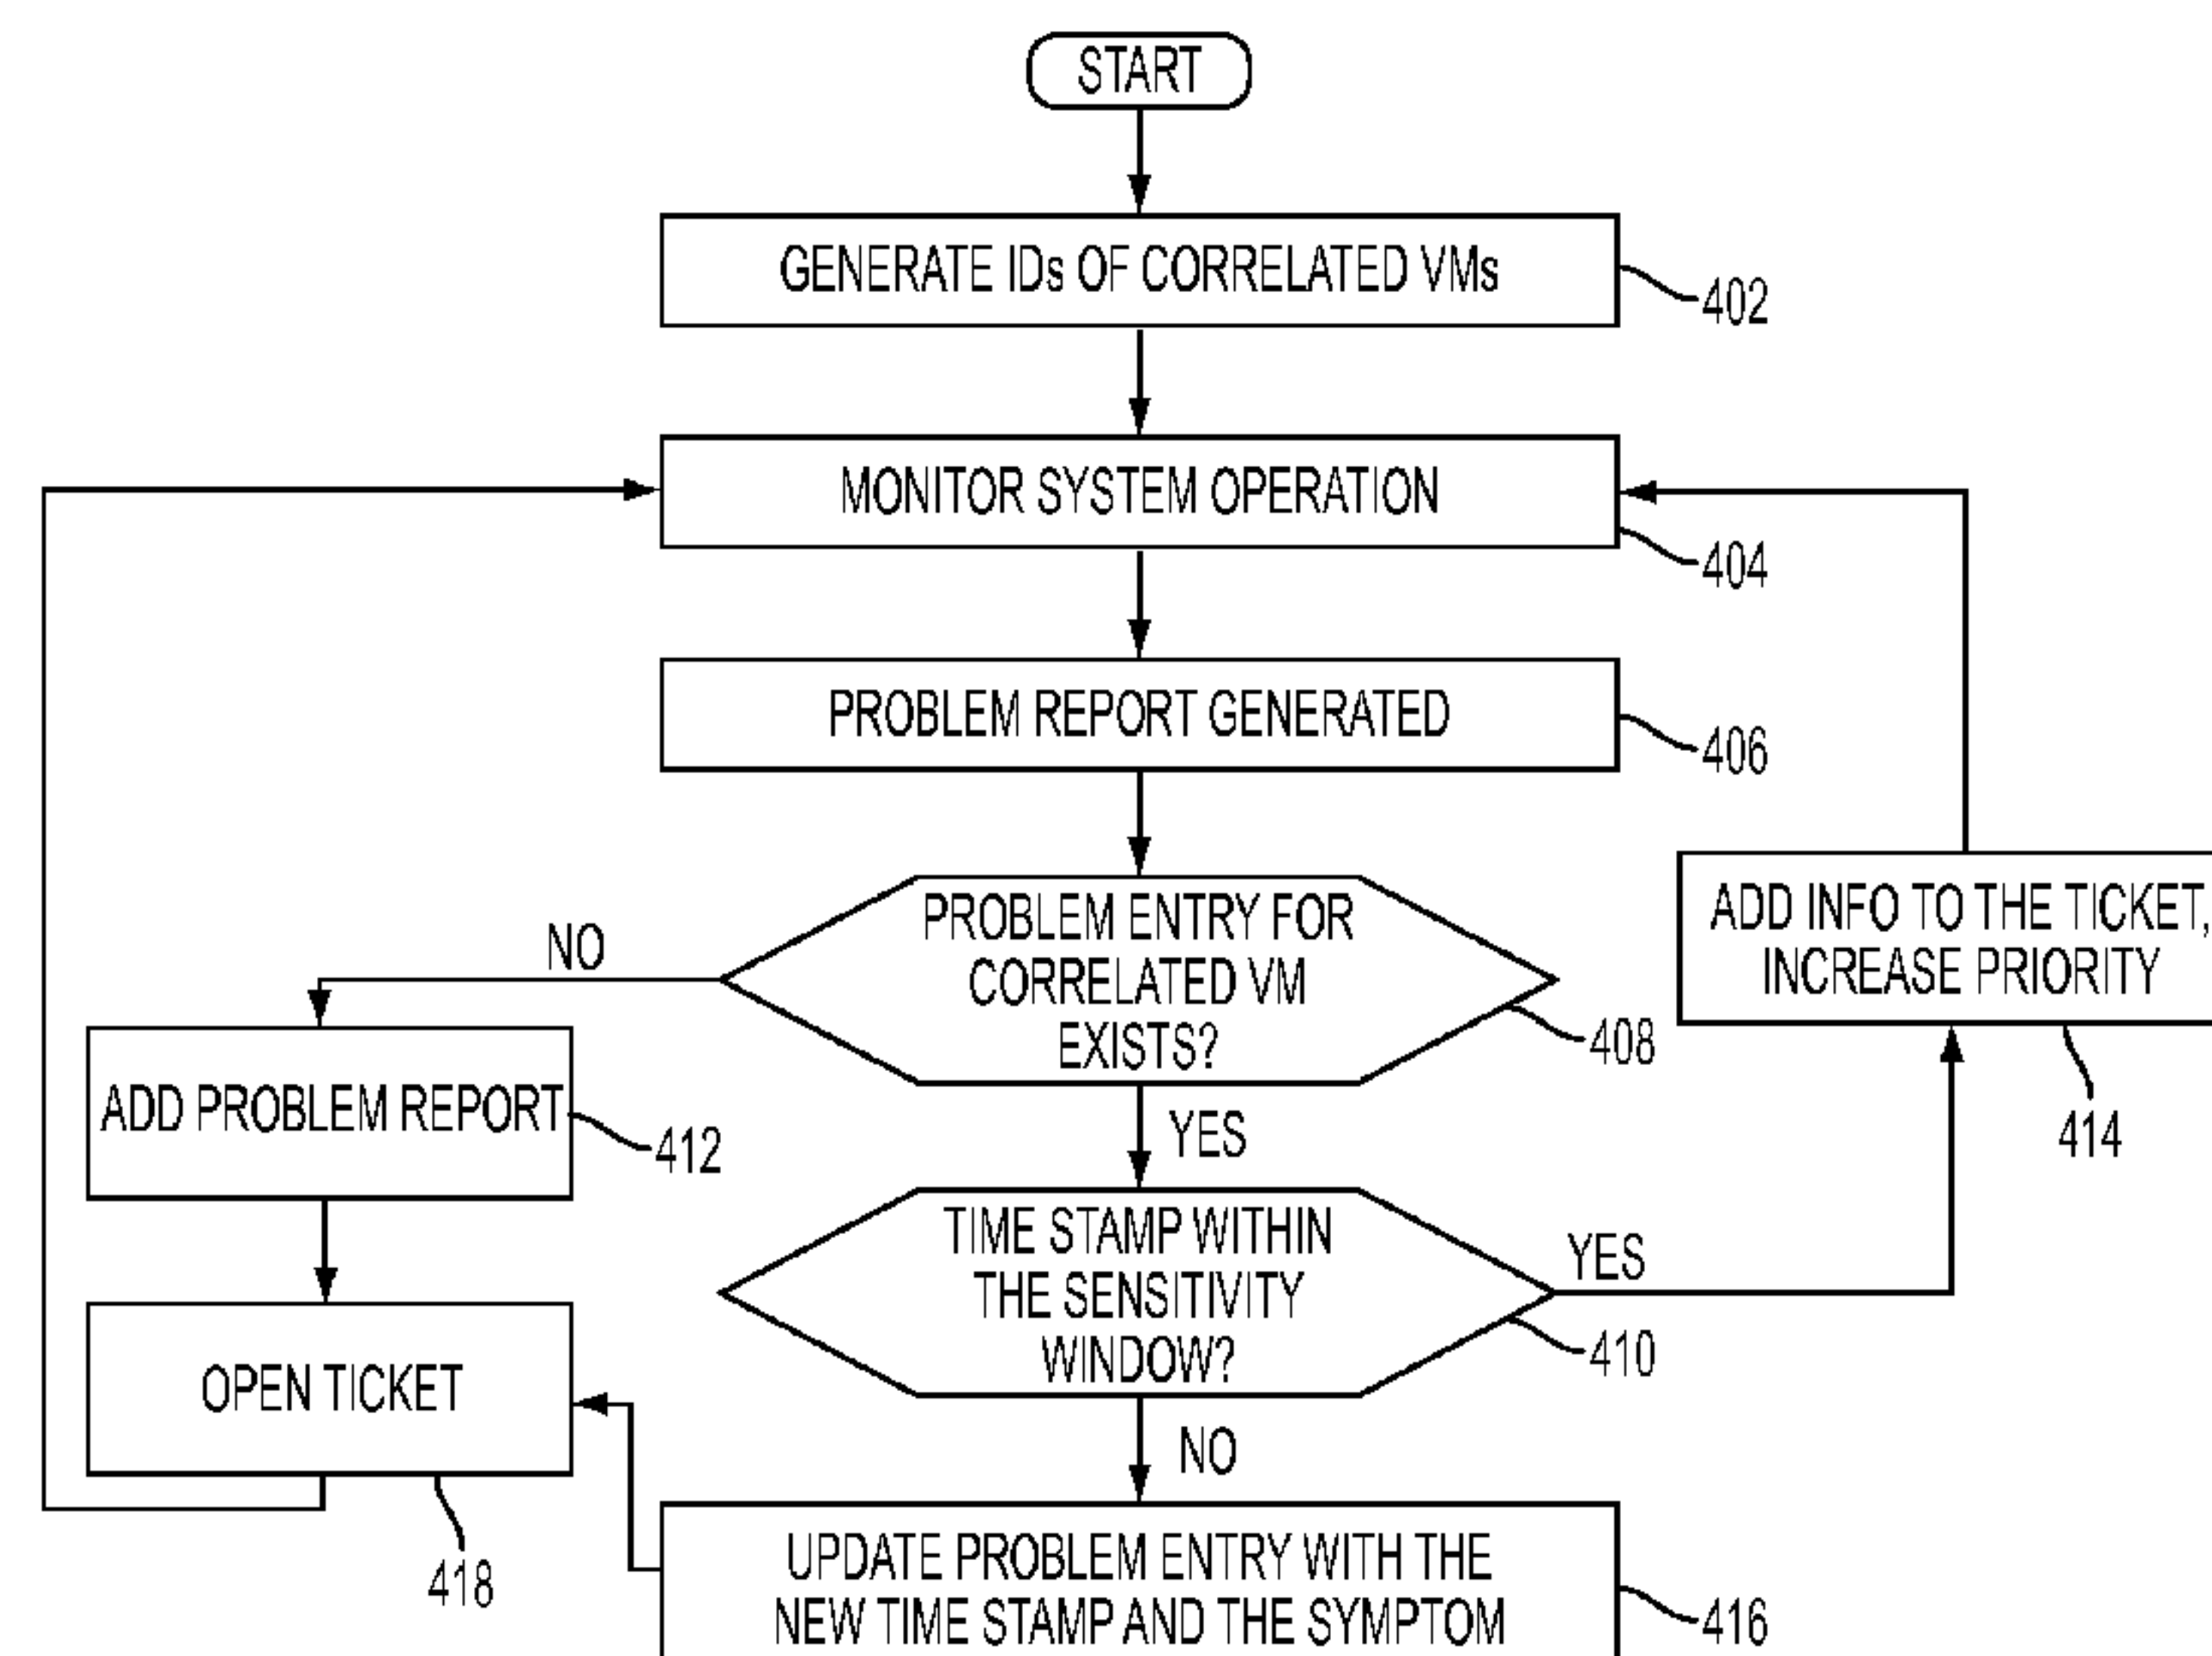 START
GENERATE IDs OF CORRELATED VMs
402
MONITOR SYSTEM OPERATION
404
PROBLEM REPORT GENERATED
406
PROBLEM ENTRY FOR
CORRELATED VM
EXISTS?
408
NO
YES
ADD INFO TO THE TICKET,
INCREASE PRIORITY
414
ADD PROBLEM REPORT
412
TIME STAMP WITHIN
THE SENSITIVITY
WINDOW?
410
YES
NO
OPEN TICKET
418
UPDATE PROBLEM ENTRY WITH THE
NEW TIME STAMP AND THE SYMPTOM
416